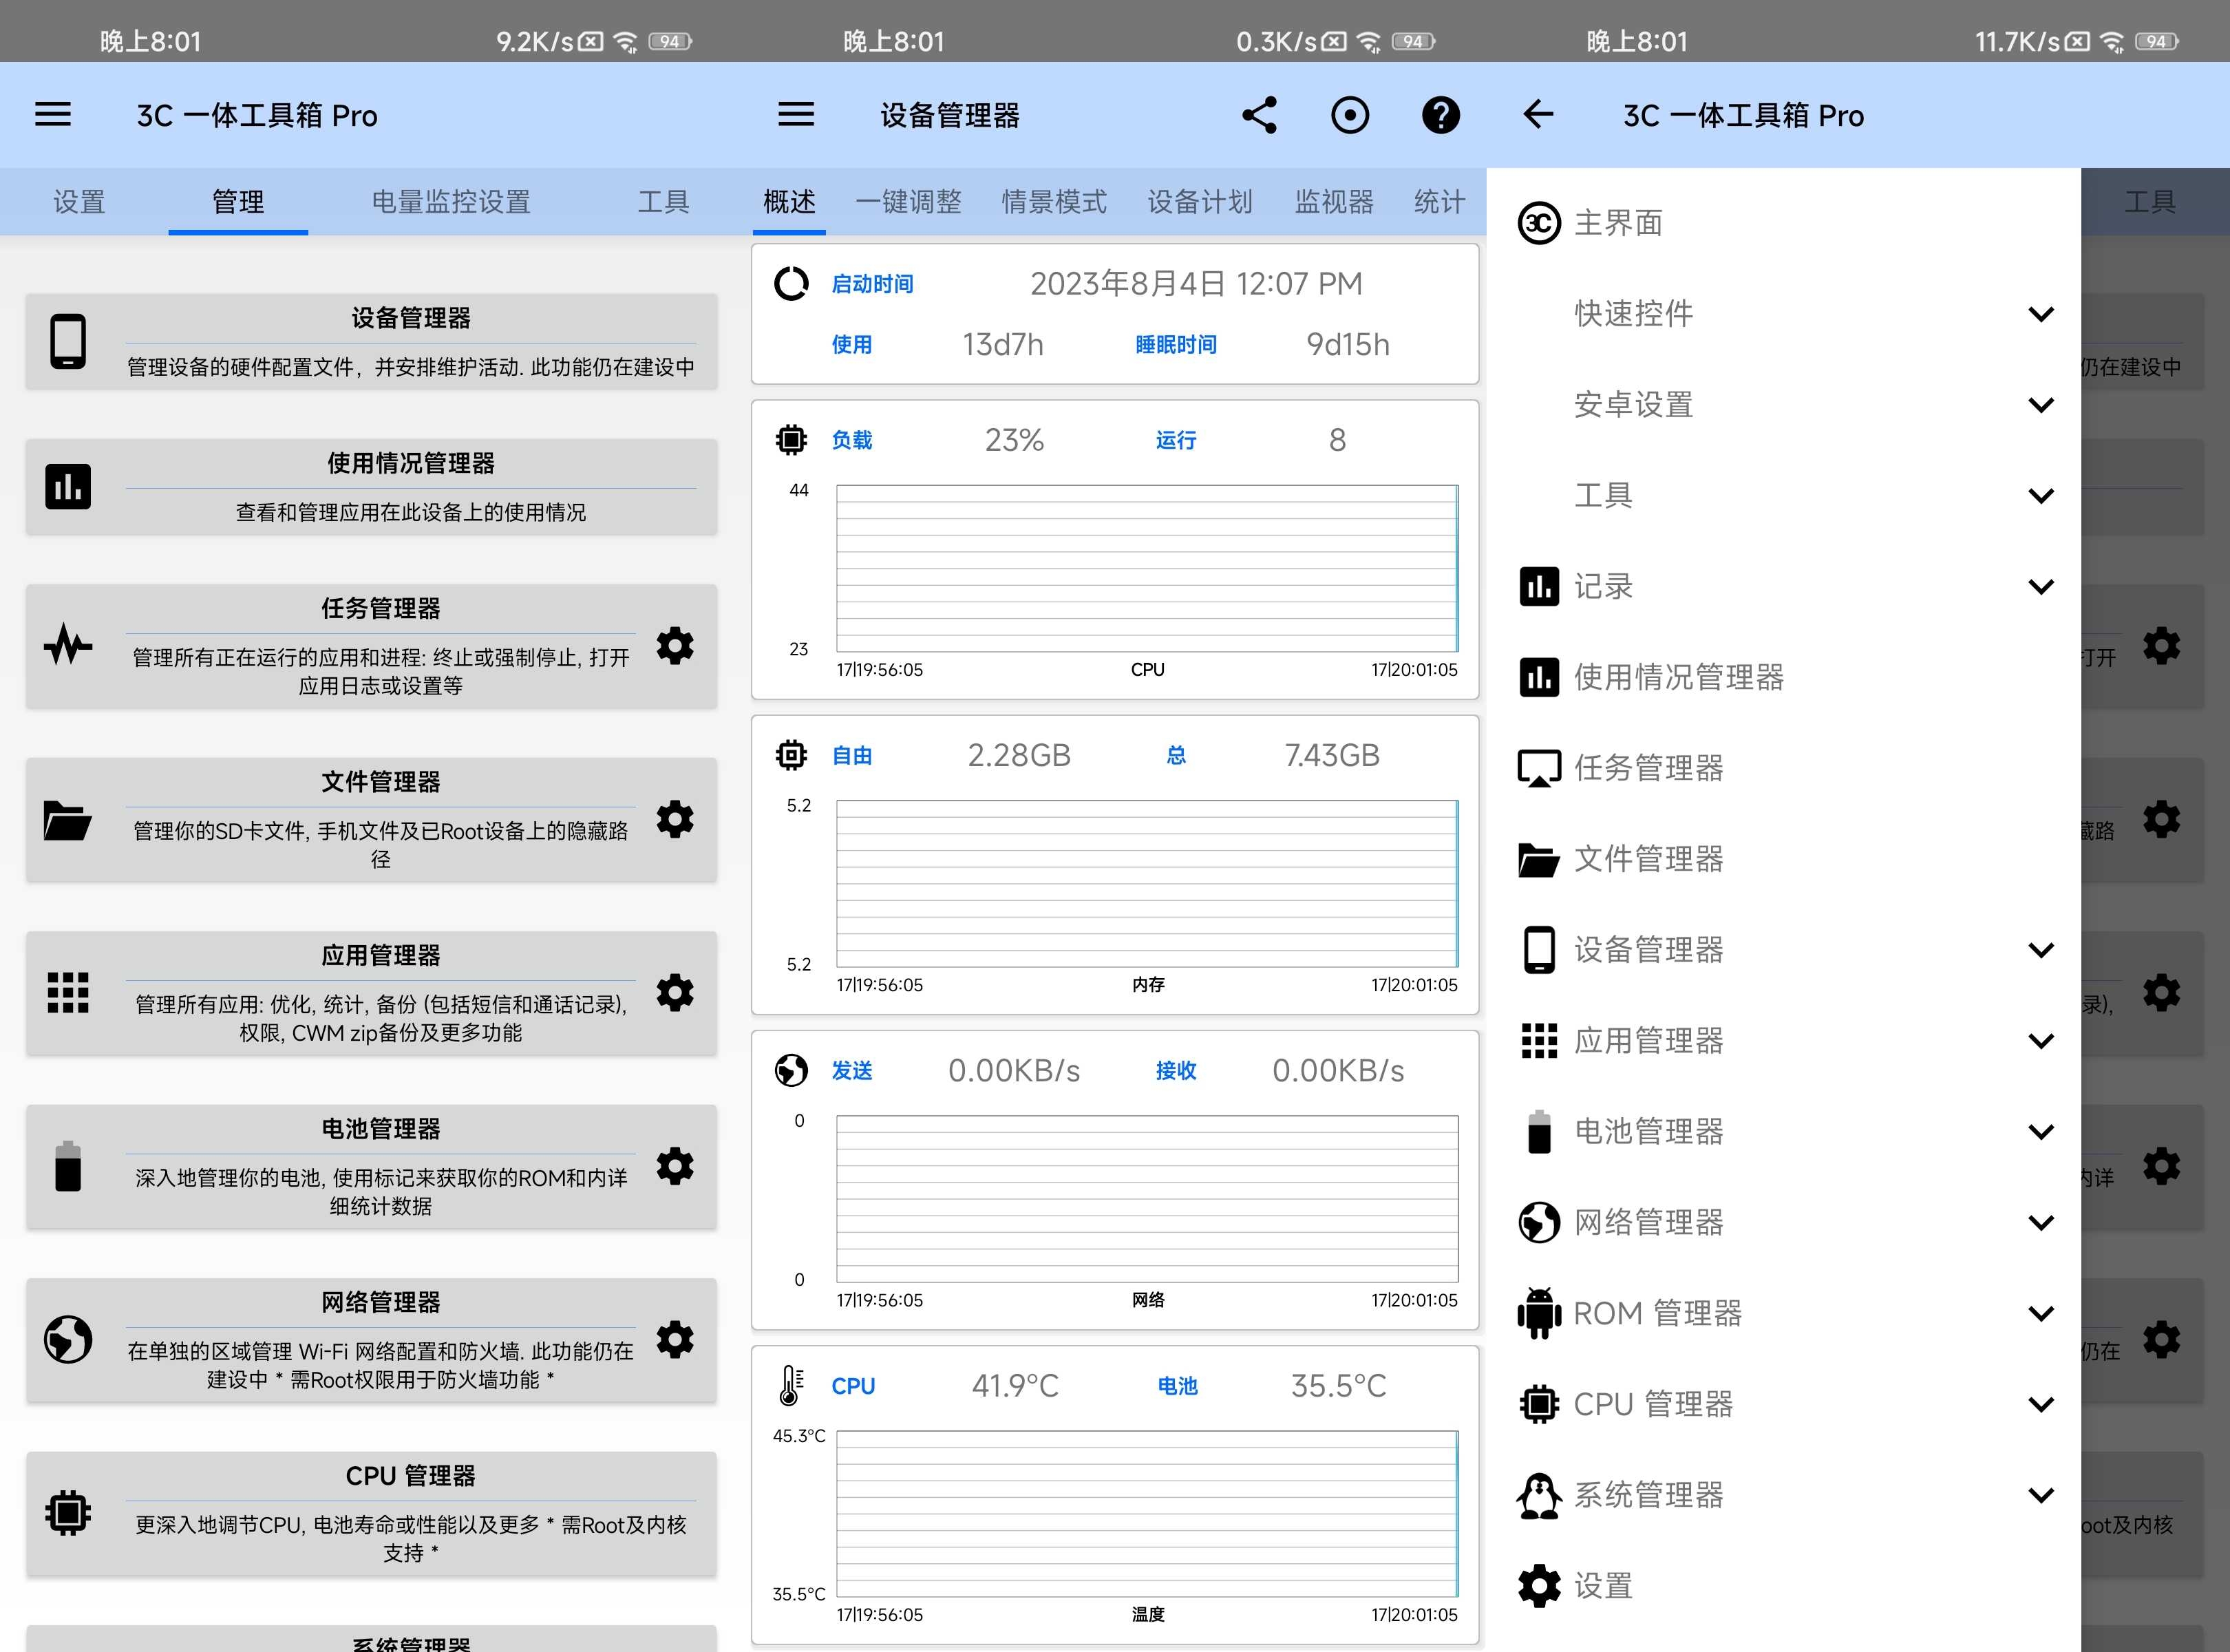 晚上8:01
9.2K/s
94
3C 一体工具箱 Pro
设置
管理
电量监控设置
工具
设备管理器
管理设备的硬件配置文件，并安排维护活动. 此功能仍在建设中
使用情况管理器
查看和管理应用在此设备上的使用情况
任务管理器
管理所有正在运行的应用和进程: 终止或强制停止, 打开
应用日志或设置等
文件管理器
管理你的SD卡文件, 手机文件及已Root设备上的隐藏路
径
应用管理器
管理所有应用: 优化, 统计, 备份 (包括短信和通话记录),
权限, CWM zip备份及更多功能
电池管理器
深入地管理你的电池, 使用标记来获取你的ROM和内详
细统计数据
网络管理器
在单独的区域管理 Wi-Fi 网络配置和防火墙. 此功能仍在
建设中 * 需Root权限用于防火墙功能 *
CPU 管理器
更深入地调节CPU, 电池寿命或性能以及更多 * 需Root及内核
支持 *
系统管理器
晚上8:01
0.3K/s
94
设备管理器
概述
一键调整
情景模式
设备计划
监视器
统计
启动时间
2023年8月4日 12:07 PM
使用
13d7h
睡眠时间
9d15h
负载
23%
运行
8
44
23
17|19:56:05
CPU
17|20:01:05
自由
2.28GB
总
7.43GB
5.2
5.2
17|19:56:05
内存
17|20:01:05
发送
0.00KB/s
接收
0.00KB/s
0
0
17|19:56:05
网络
17|20:01:05
CPU
41.9°C
电池
35.5°C
45.3°C
35.5°C
17|19:56:05
温度
17|20:01:05
晚上8:01
11.7K/s
94
3C 一体工具箱 Pro
工具
3C
主界面
快速控件
安卓设置
工具
记录
使用情况管理器
任务管理器
文件管理器
设备管理器
应用管理器
电池管理器
网络管理器
ROM 管理器
CPU 管理器
系统管理器
设置
仍在建设中
打开
藏路
录),
内详
仍在
oot及内核